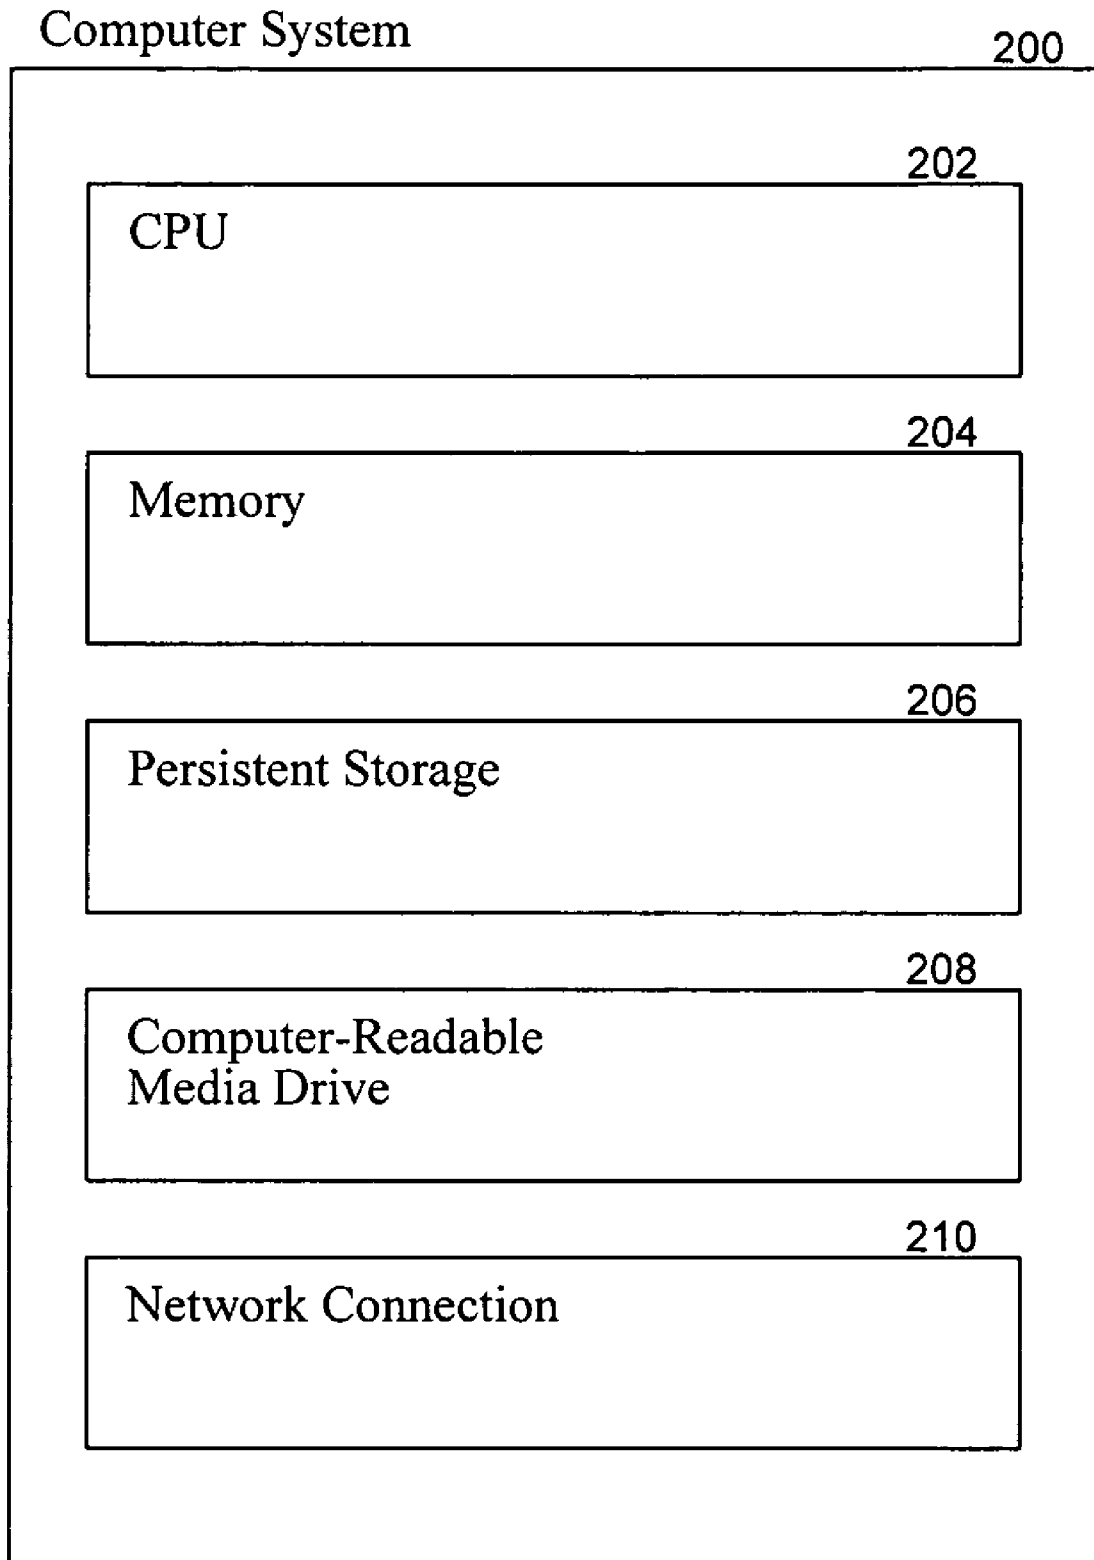 Computer System
200
202
CPU
204
Memory
206
Persistent Storage
208
Computer-Readable
Media Drive
210
Network Connection